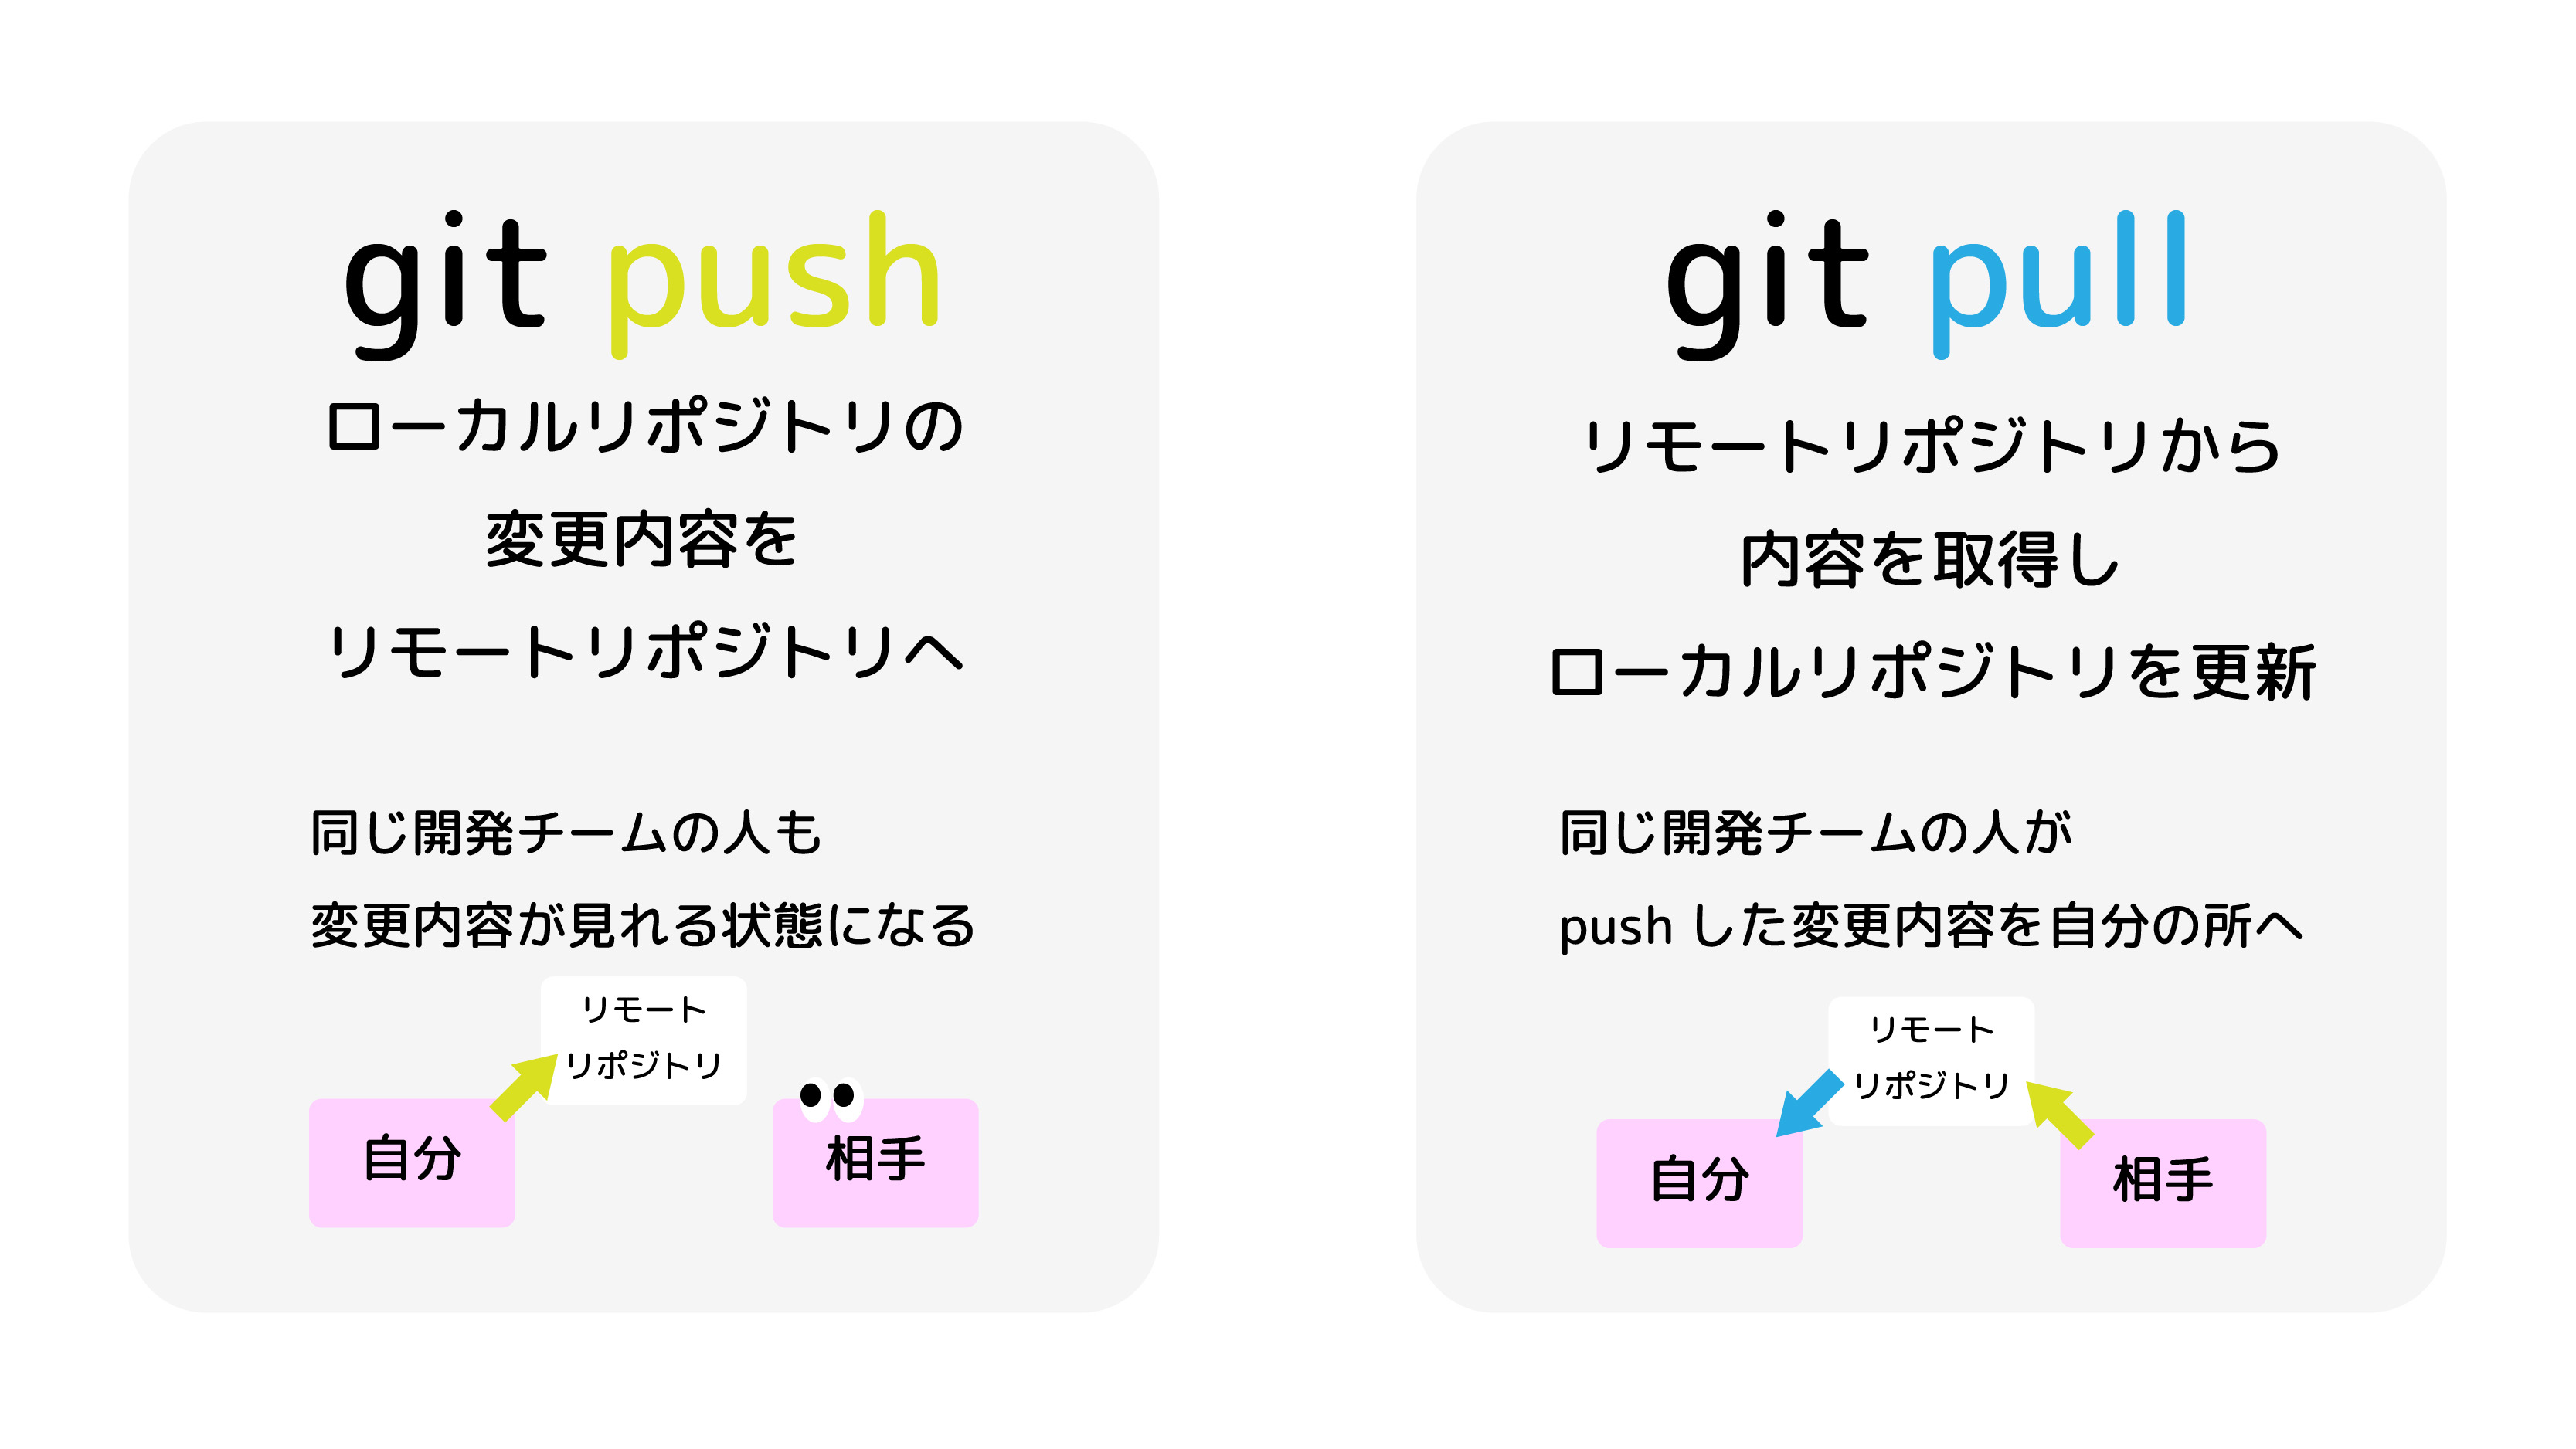 git push
ローカルリポジトリの
変更内容を
リモートリポジトリへ
同じ開発チームの人も
変更内容が見れる状態になる
リモート
リポジトリ
自分
相手
git pull
リモートリポジトリから
内容を取得し
ローカルリポジトリを更新
同じ開発チームの人が
push した変更内容を自分の所へ
リモート
リポジトリ
自分
相手